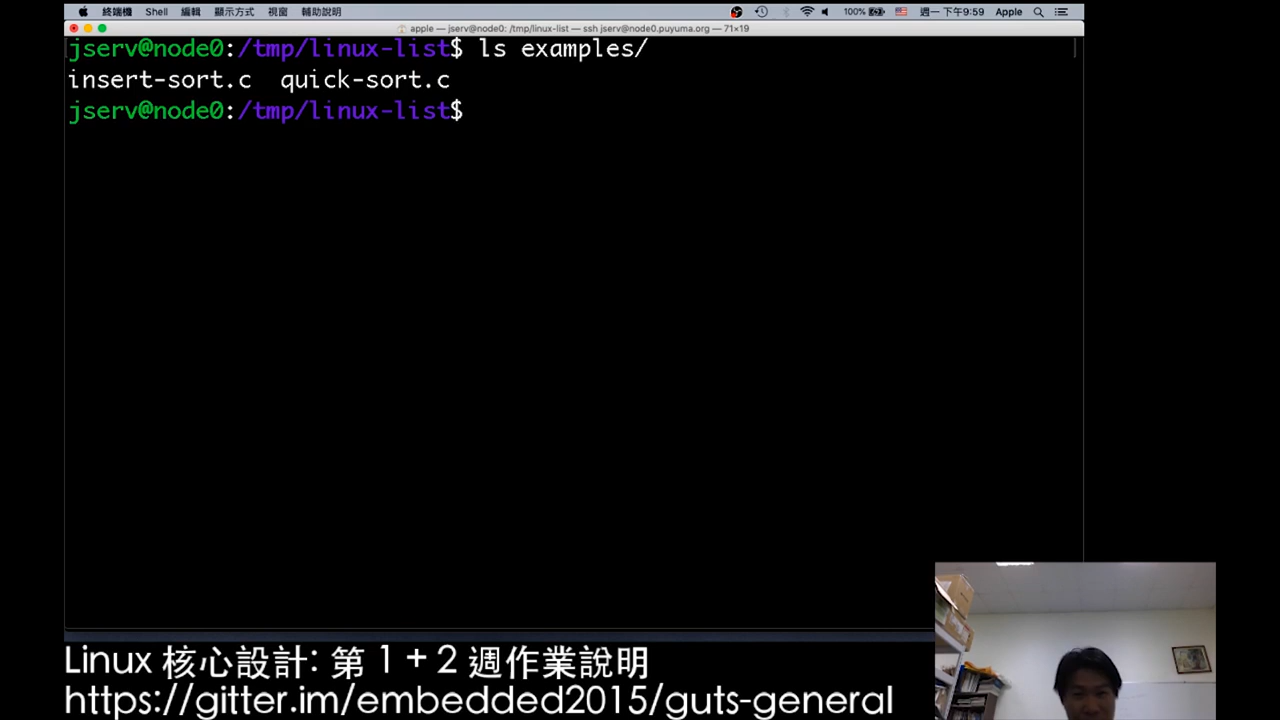 終端機 Shell 編輯 顯示方式 視窗 輔助說明 100% 週一 下午9:59 Apple
apple — jserv@node0: /tmp/linux-list — ssh jserv@node0.puyuma.org — 71×19
jserv@node0:/tmp/linux-list$ ls examples/
insert-sort.c quick-sort.c
jserv@node0:/tmp/linux-list$
Linux 核心設計: 第 1 + 2 週作業說明
https://gitter.im/embedded2015/guts-general